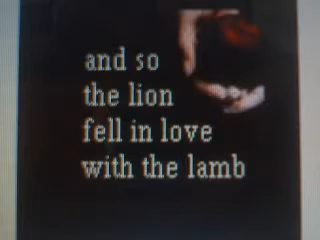 and so
the lion
fell in love
with the lamb